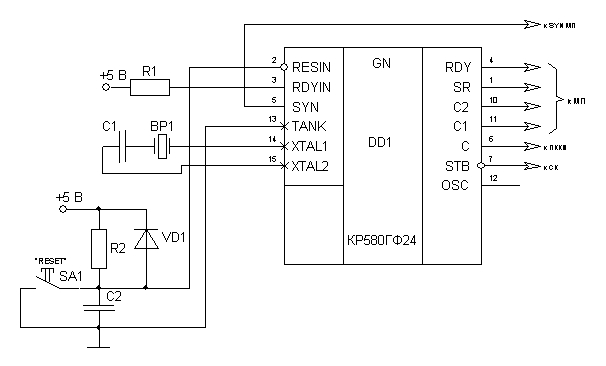 к SYN МП
2 RESIN GN RDY 4
+5 В R1 3 RDYIN SR 1
к МП
5 SYN C2 10
C1 BP1 13 TANK C1 11
14 XTAL1 DD1 C 6 к ПККМ
15 XTAL2 STB 7 к СК
OSC 12
+5 В
R2 VD1 КР580ГФ24
"RESET"
SA1
C2